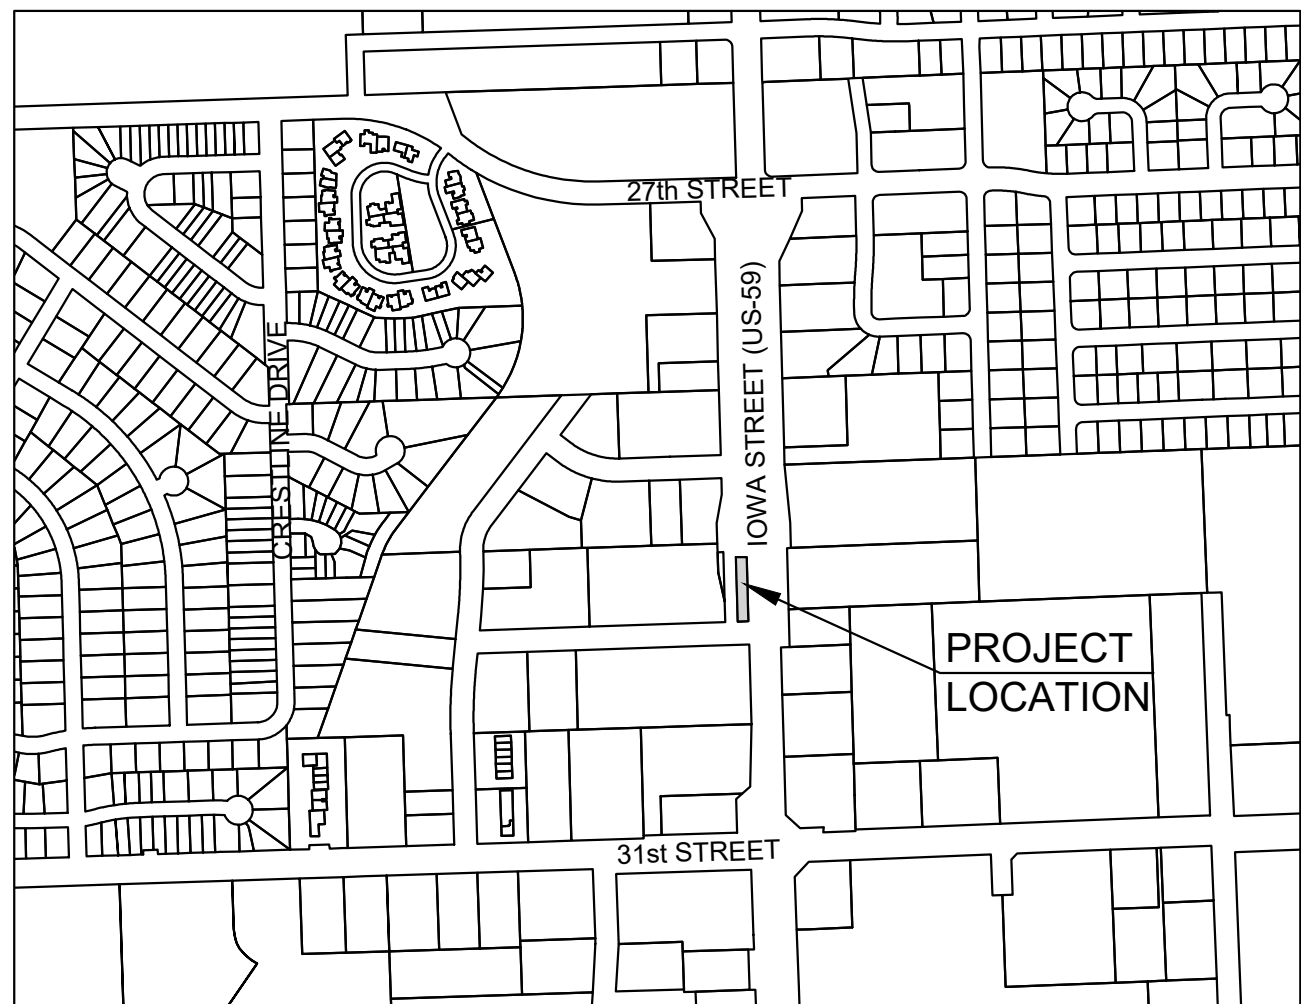 27th STREET
IOWA STREET (US-59)
CRESTLINE DRIVE
PROJECT
LOCATION
31st STREET